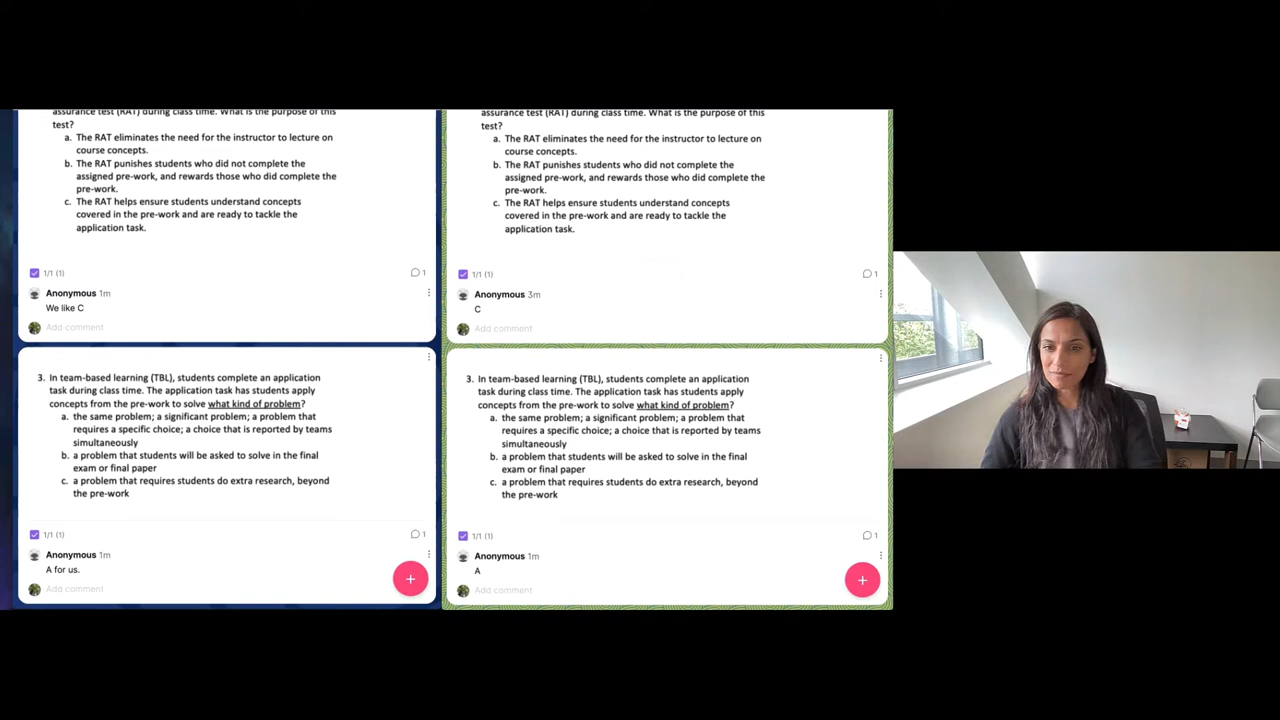 assurance test (RAT) during class time. What is the purpose of this
test?
a. The RAT eliminates the need for the instructor to lecture on
course concepts.
b. The RAT punishes students who did not complete the
assigned pre-work, and rewards those who did complete the
pre-work.
c. The RAT helps ensure students understand concepts
covered in the pre-work and are ready to tackle the
application task.
1/1 (1)
1
Anonymous 1m
We like C
Add comment
3. In team-based learning (TBL), students complete an application
task during class time. The application task has students apply
concepts from the pre-work to solve what kind of problem?
a. the same problem; a significant problem; a problem that
requires a specific choice; a choice that is reported by teams
simultaneously
b. a problem that students will be asked to solve in the final
exam or final paper
c. a problem that requires students do extra research, beyond
the pre-work
1/1 (1)
1
Anonymous 1m
A for us.
Add comment
assurance test (RAT) during class time. What is the purpose of this
test?
a. The RAT eliminates the need for the instructor to lecture on
course concepts.
b. The RAT punishes students who did not complete the
assigned pre-work, and rewards those who did complete the
pre-work.
c. The RAT helps ensure students understand concepts
covered in the pre-work and are ready to tackle the
application task.
1/1 (1)
1
Anonymous 3m
C
Add comment
3. In team-based learning (TBL), students complete an application
task during class time. The application task has students apply
concepts from the pre-work to solve what kind of problem?
a. the same problem; a significant problem; a problem that
requires a specific choice; a choice that is reported by teams
simultaneously
b. a problem that students will be asked to solve in the final
exam or final paper
c. a problem that requires students do extra research, beyond
the pre-work
1/1 (1)
1
Anonymous 1m
A
Add comment